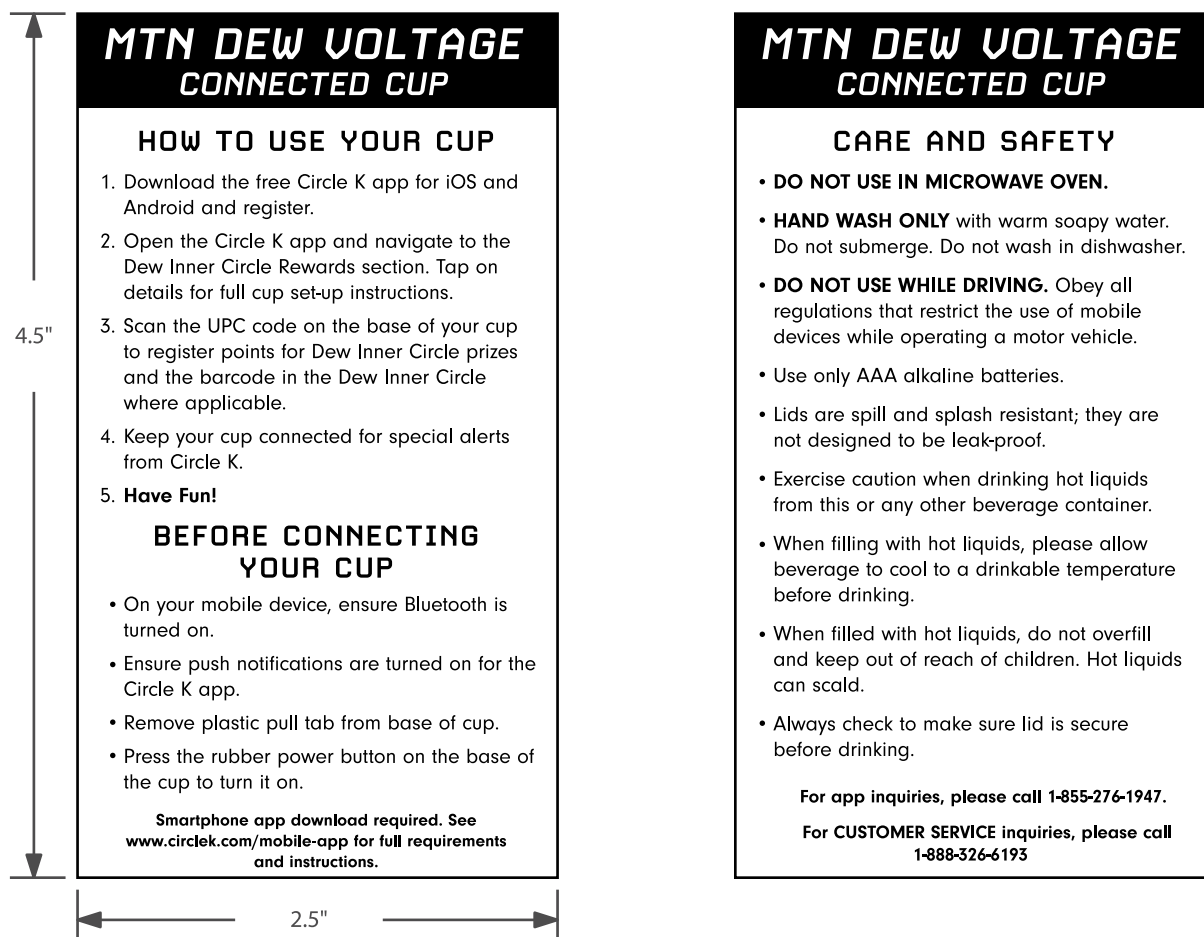 MTN DEW VOLTAGE
CONNECTED CUP
HOW TO USE YOUR CUP
1. Download the free Circle K app for iOS and
Android and register.
2. Open the Circle K app and navigate to the
Dew Inner Circle Rewards section. Tap on
details for full cup set-up instructions.
3. Scan the UPC code on the base of your cup
to register points for Dew Inner Circle prizes
and the barcode in the Dew Inner Circle
where applicable.
4. Keep your cup connected for special alerts
from Circle K.
5. Have Fun!
BEFORE CONNECTING
YOUR CUP
• On your mobile device, ensure Bluetooth is
turned on.
• Ensure push notifications are turned on for the
Circle K app.
• Remove plastic pull tab from base of cup.
• Press the rubber power button on the base of
the cup to turn it on.
Smartphone app download required. See
www.circlek.com/mobile-app for full requirements
and instructions.
4.5"
2.5"
MTN DEW VOLTAGE
CONNECTED CUP
CARE AND SAFETY
• DO NOT USE IN MICROWAVE OVEN.
• HAND WASH ONLY with warm soapy water.
Do not submerge. Do not wash in dishwasher.
• DO NOT USE WHILE DRIVING. Obey all
regulations that restrict the use of mobile
devices while operating a motor vehicle.
• Use only AAA alkaline batteries.
• Lids are spill and splash resistant; they are
not designed to be leak-proof.
• Exercise caution when drinking hot liquids
from this or any other beverage container.
• When filling with hot liquids, please allow
beverage to cool to a drinkable temperature
before drinking.
• When filled with hot liquids, do not overfill
and keep out of reach of children. Hot liquids
can scald.
• Always check to make sure lid is secure
before drinking.
For app inquiries, please call 1-855-276-1947.
For CUSTOMER SERVICE inquiries, please call
1-888-326-6193